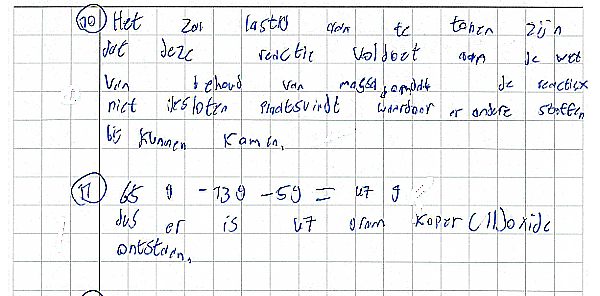 10 Het zou lastig aan te tonen zijn
dat deze reactie voldoet aan de wet
van behoud van massa, omdat de reactie
niet gesloten plaatsvindt waardoor er andere stoffen
bij kunnen komen.
11 65 g - 13 g - 5 g = 47 g
dus er is 47 gram koper(II)oxide
ontstaan.